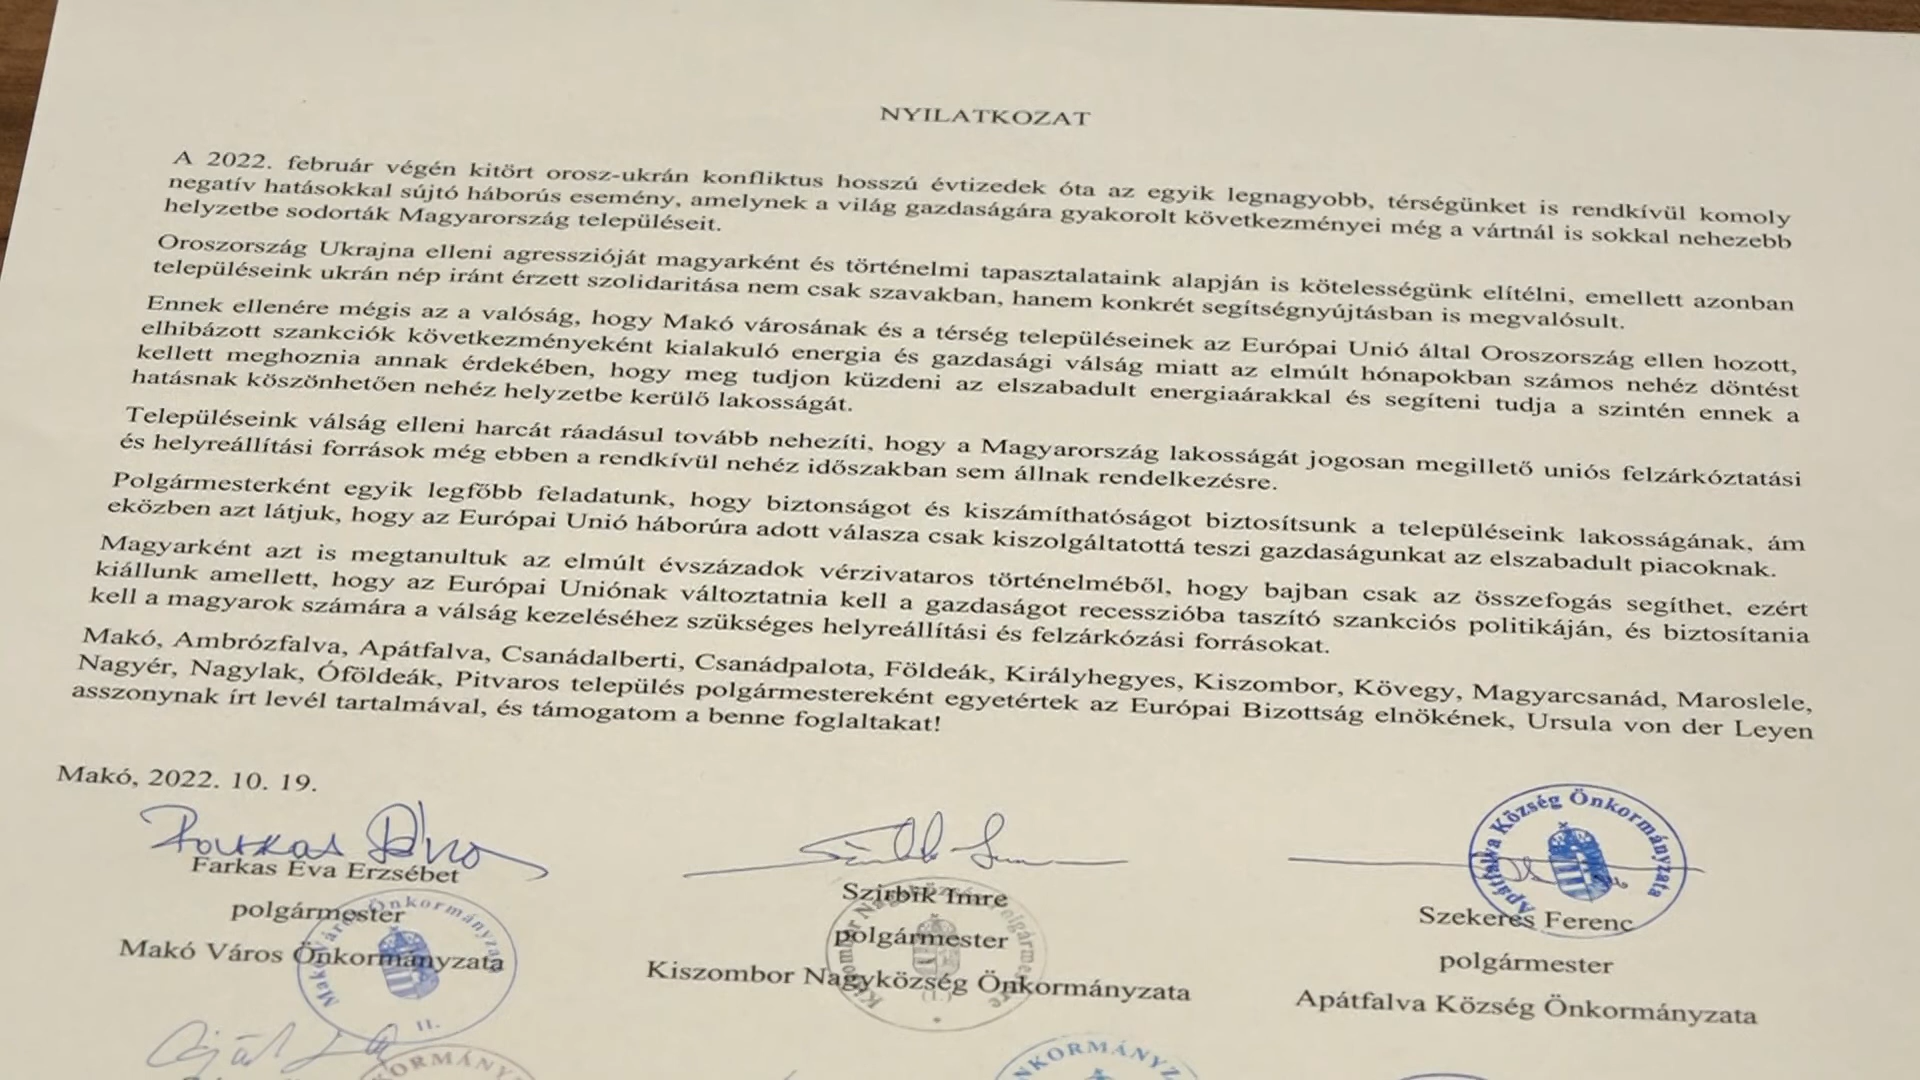 NYILATKOZAT
A 2022. február végén kitört orosz-ukrán konfliktus hosszú évtizedek óta az egyik legnagyobb, térségünket is rendkívül komoly
negatív hatásokkal sújtó háborús esemény, amelynek a világ gazdaságára gyakorolt következményei még a vártnál is sokkal nehezebb
helyzetbe sodorták Magyarország településeit.
Oroszország Ukrajna elleni agresszióját magyarként és történelmi tapasztalataink alapján is kötelességünk elítélni, emellett azonban
településeink ukrán nép iránt érzett szolidaritása nem csak szavakban, hanem konkrét segítségnyújtásban is megvalósult.
Ennek ellenére mégis az a valóság, hogy Makó városának és a térség településeinek az Európai Unió által Oroszország ellen hozott,
elhibázott szankciók következményeként kialakuló energia és gazdasági válság miatt az elmúlt hónapokban számos nehéz döntést
kellett meghoznia annak érdekében, hogy meg tudjon küzdeni az elszabadult energiaárakkal és segíteni tudja a szintén ennek a
hatásnak köszönhetően nehéz helyzetbe kerülő lakosságát.
Településeink válság elleni harcát ráadásul tovább nehezíti, hogy a Magyarország lakosságát jogosan megillető uniós felzárkóztatási
és helyreállítási források még ebben a rendkívül nehéz időszakban sem állnak rendelkezésre.
Polgármesterként egyik legfőbb feladatunk, hogy biztonságot és kiszámíthatóságot biztosítsunk a településeink lakosságának, ám
eközben azt látjuk, hogy az Európai Unió háborúra adott válasza csak kiszolgáltatottá teszi gazdaságunkat az elszabadult piacoknak.
Magyarként azt is megtanultuk az elmúlt évszázadok vérzivataros történelméből, hogy bajban csak az összefogás segíthet, ezért
kiállunk amellett, hogy az Európai Uniónak változtatnia kell a gazdaságot recesszióba taszító szankciós politikáján, és biztosítania
kell a magyarok számára a válság kezeléséhez szükséges helyreállítási és felzárkózási forrásokat.
Makó, Ambrózfalva, Apátfalva, Csanádalberti, Csanádpalota, Földeák, Királyhegyes, Kiszombor, Kövegy, Magyarcsanád, Maroslele,
Nagyér, Nagylak, Óföldeák, Pitvaros település polgármestereként egyetértek az Európai Bizottság elnökének, Ursula von der Leyen
asszonynak írt levél tartalmával, és támogatom a benne foglaltakat!
Makó, 2022. 10. 19.
Farkas Éva Erzsébet
polgármester
Makó Város Önkormányzata
Makó Város Önkormányzata
II.
Szirbik Imre
polgármester
Kiszombor Nagyközség Önkormányzata
Apátfalva Község Önkormányzata
Szekeres Ferenc
polgármester
Apátfalva Község Önkormányzata